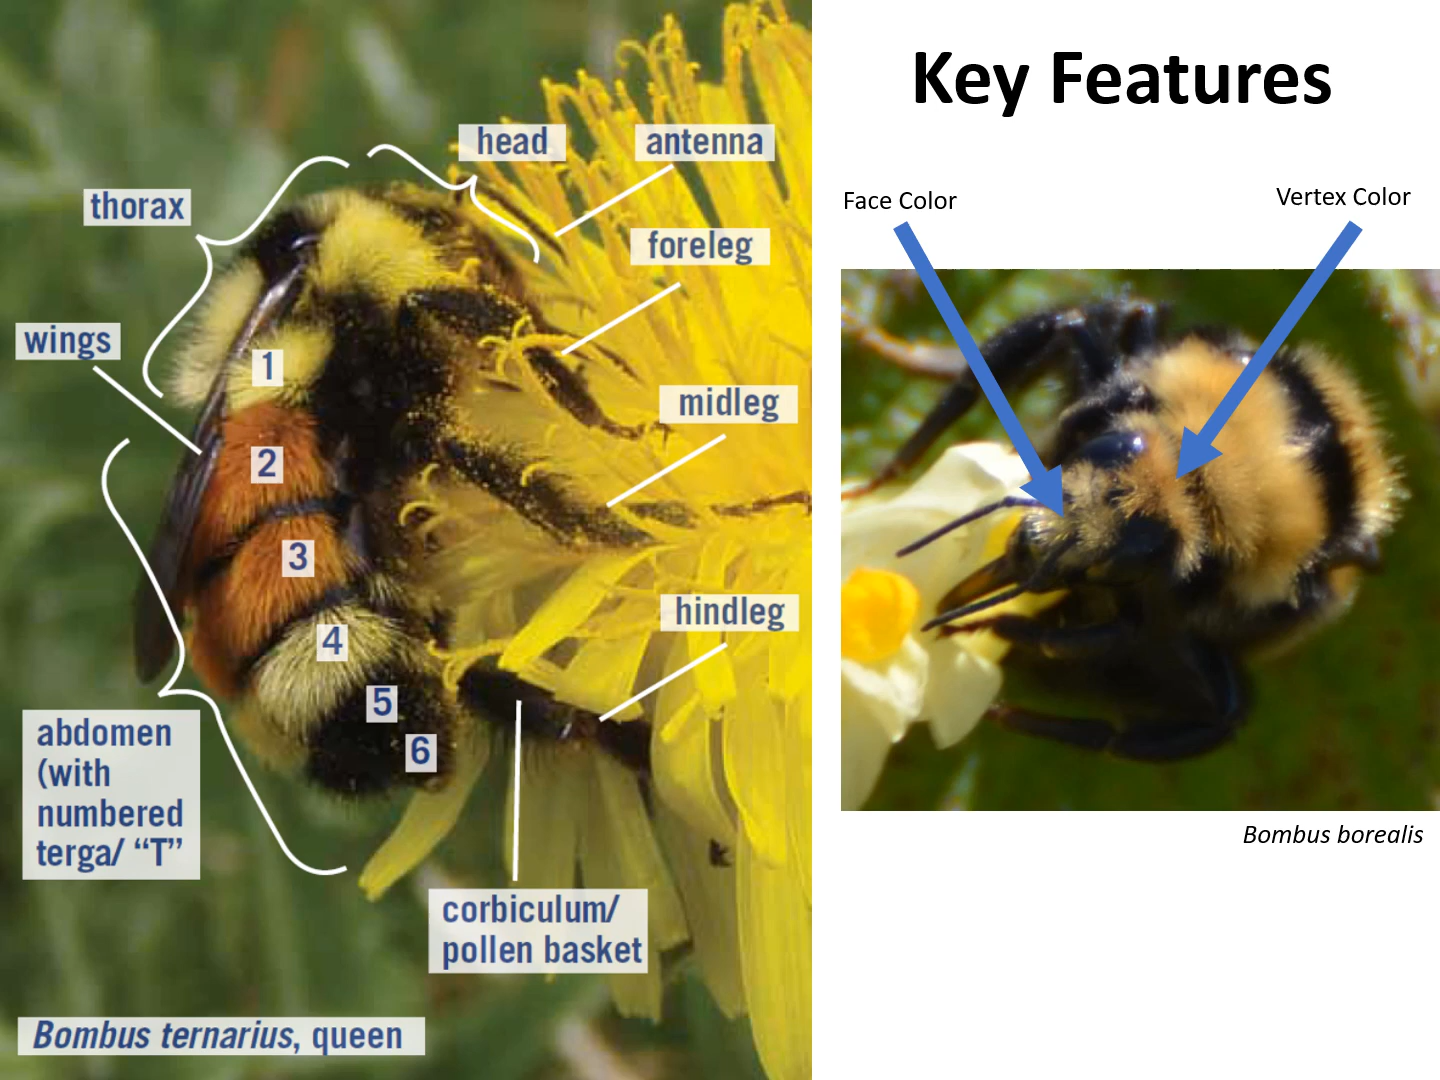 Key Features
head
antenna
thorax
foreleg
wings
1
midleg
2
3
hindleg
4
5
6
abdomen
(with
numbered
terga/ “T”
corbiculum/
pollen basket
Bombus ternarius, queen
Face Color
Vertex Color
Bombus borealis